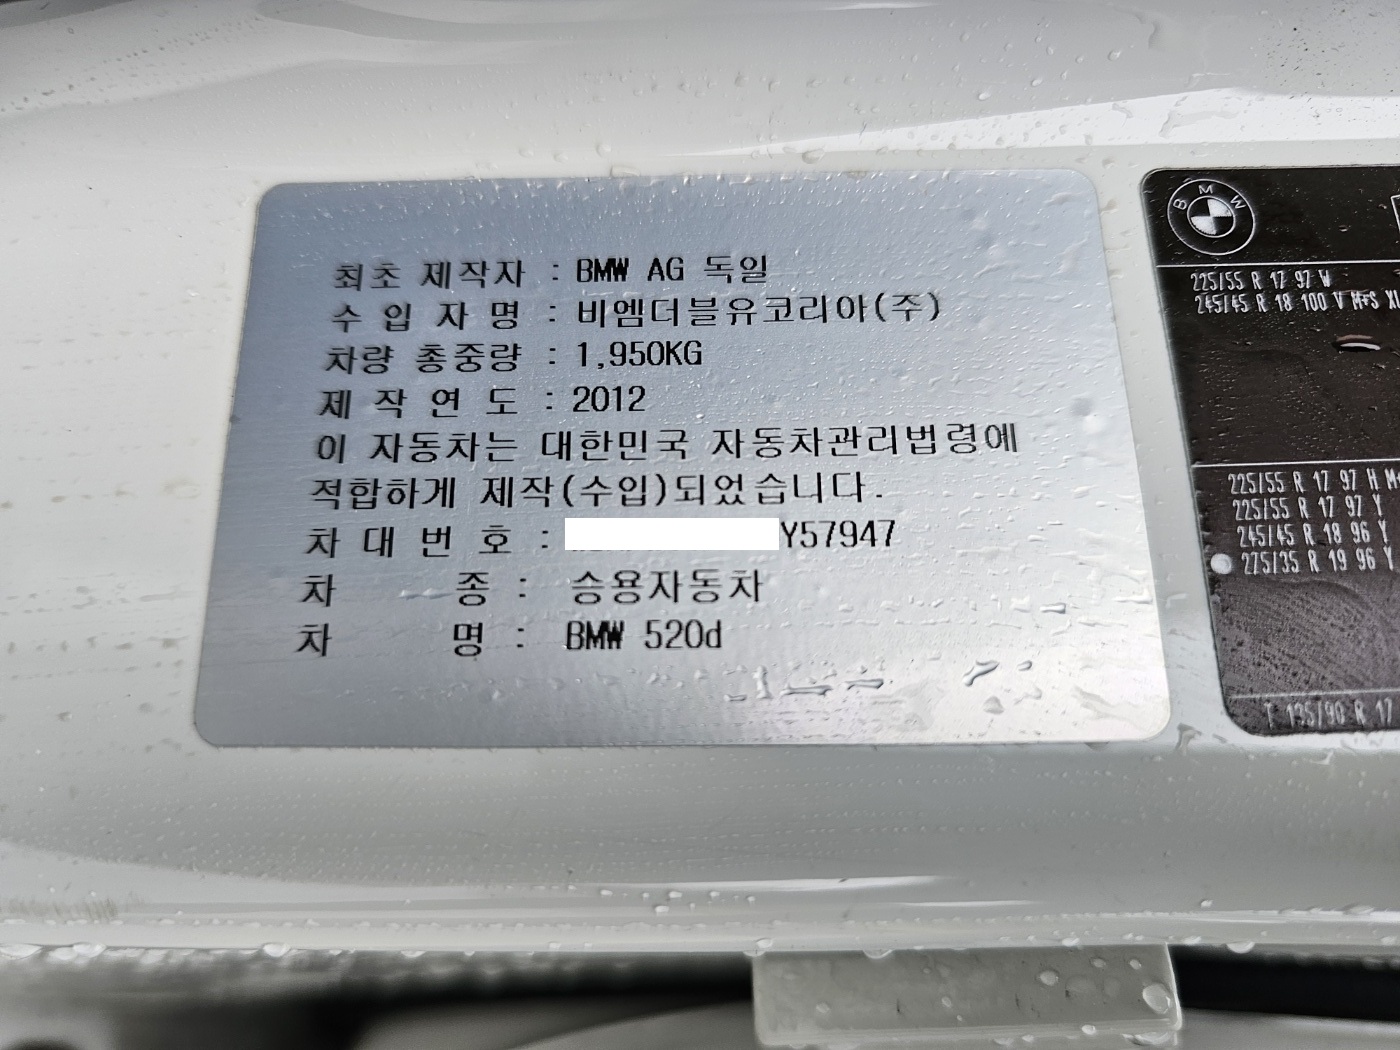 최초 제작자 : BMW AG 독일
수 입 자 명 : 비엠더블유코리아(주)
차량 총중량 : 1,950KG
제 작 연 도 : 2012
이 자동차는 대한민국 자동차관리법령에
적합하게 제작(수입)되었습니다.
차 대 번 호 : Y57947
차 종 : 승용자동차
차 명 : BMW 520d
BMW
225/55 R 17 97 W
245/45 R 18 100 V M+S
225/55 R 17 97 H
225/55 R 17 97 Y
245/45 R 18 96 Y
275/35 R 19 96 Y
T 135/90 R 17